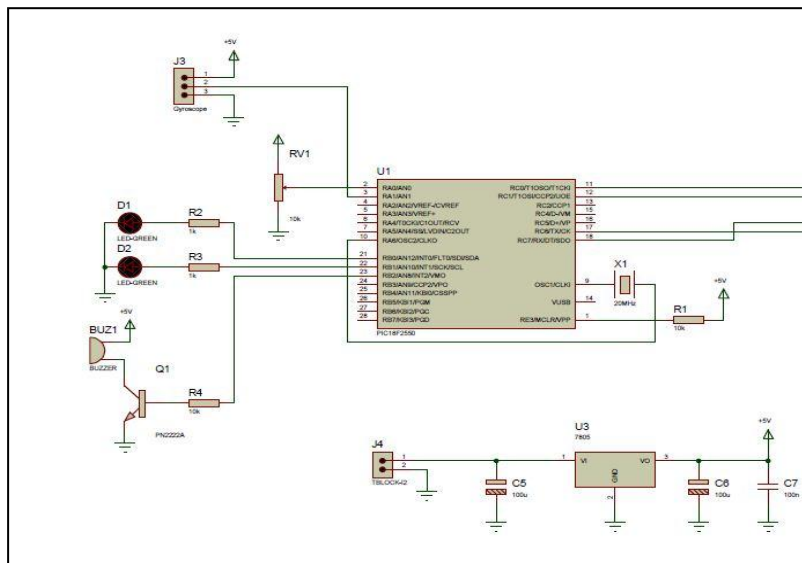 +5V
J3
1
2
3
Gyroscope
RV1
10k
U1
2 RA0/AN0
3 RA1/AN1
4 RA2/AN2/VREF-/CVREF
5 RA3/AN3/VREF+
6 RA4/T0CKI/C1OUT/RCV
7 RA5/AN4/SS/LVDIN/C2OUT
10 RA6/OSC2/CLKO
21 RB0/AN12/INT0/FLT0/SDI/SDA
22 RB1/AN10/INT1/SCK/SCL
23 RB2/AN8/INT2/VMO
24 RB3/AN9/CCP2/VPO
25 RB4/AN11/KBI0/CSSPP
26 RB5/KBI1/PGM
27 RB6/KBI2/PGC
28 RB7/KBI3/PGD
RC0/T1OSO/T1CKI 11
RC1/T1OSI/CCP2/UOE 12
RC2/CCP1 13
RC4/D-/VM 15
RC5/D+/VP 16
RC6/TX/CK 17
RC7/RX/DT/SDO 18
OSC1/CLKI 9
VUSB 14
RE3/MCLR/VPP 1
PIC18F2550
D1
LED-GREEN
R2
1k
D2
LED-GREEN
R3
1k
X1
20MHz
+5V
R1
10k
BUZ1
+5V
BUZZER
Q1
PN2222A
R4
10k
J4
1
2
TBLOCK-I2
C5
100u
U3
7805
1 VI
VO 3
GND
2
C6
100u
+5V
C7
100n